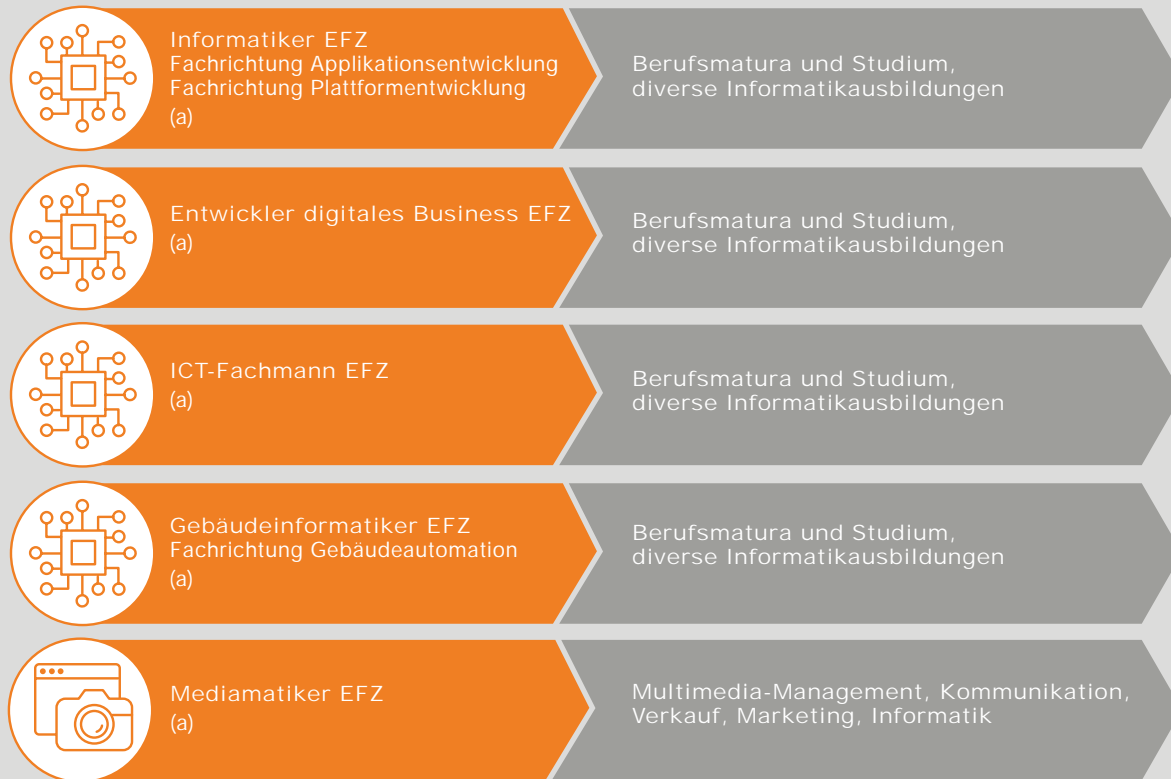 Informatiker EFZ
Fachrichtung Applikationsentwicklung
Fachrichtung Plattformentwicklung
(a)
Berufsmatura und Studium,
diverse Informatikausbildungen
Entwickler digitales Business EFZ
(a)
Berufsmatura und Studium,
diverse Informatikausbildungen
ICT-Fachmann EFZ
(a)
Berufsmatura und Studium,
diverse Informatikausbildungen
Gebäudeinformatiker EFZ
Fachrichtung Gebäudeautomation
(a)
Berufsmatura und Studium,
diverse Informatikausbildungen
Mediamatiker EFZ
(a)
Multimedia-Management, Kommunikation,
Verkauf, Marketing, Informatik